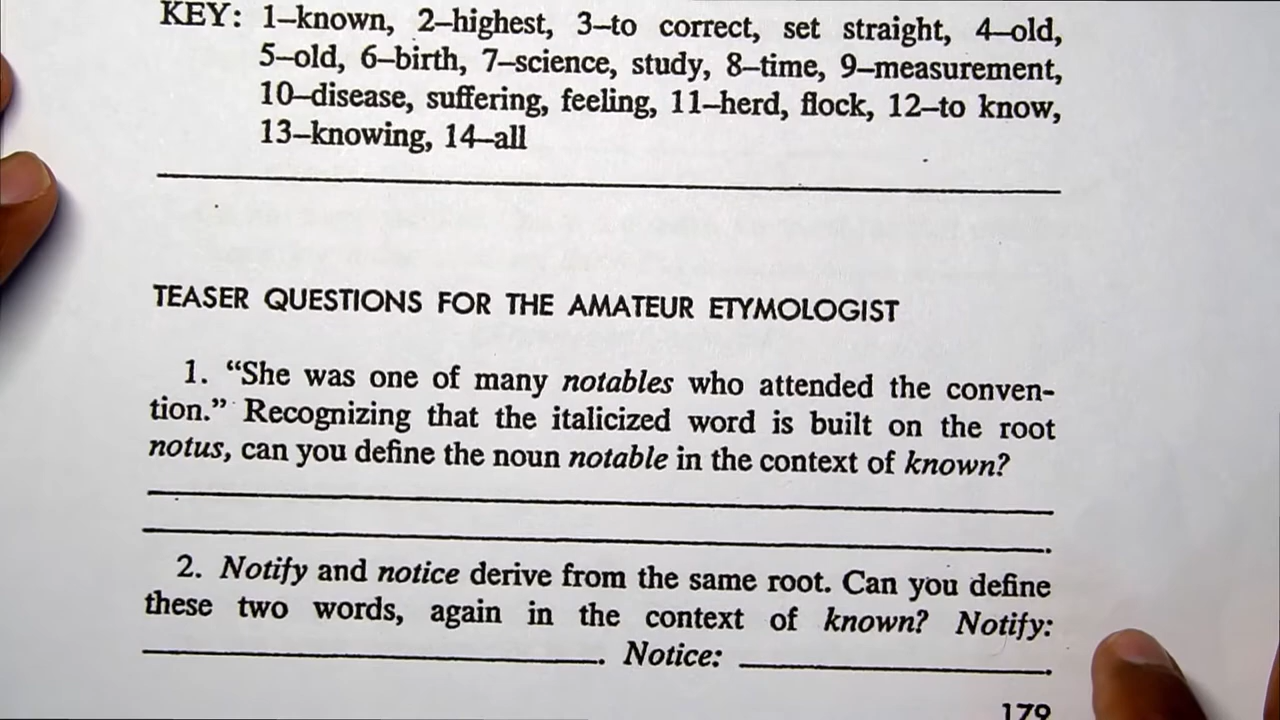 KEY: 1–known, 2–highest, 3–to correct, set straight, 4–old,
5–old, 6–birth, 7–science, study, 8–time, 9–measurement,
10–disease, suffering, feeling, 11–herd, flock, 12–to know,
13–knowing, 14–all
TEASER QUESTIONS FOR THE AMATEUR ETYMOLOGIST
1. “She was one of many notables who attended the conven-
tion.” Recognizing that the italicized word is built on the root
notus, can you define the noun notable in the context of known?
2. Notify and notice derive from the same root. Can you define
these two words, again in the context of known? Notify:
. Notice: .
179